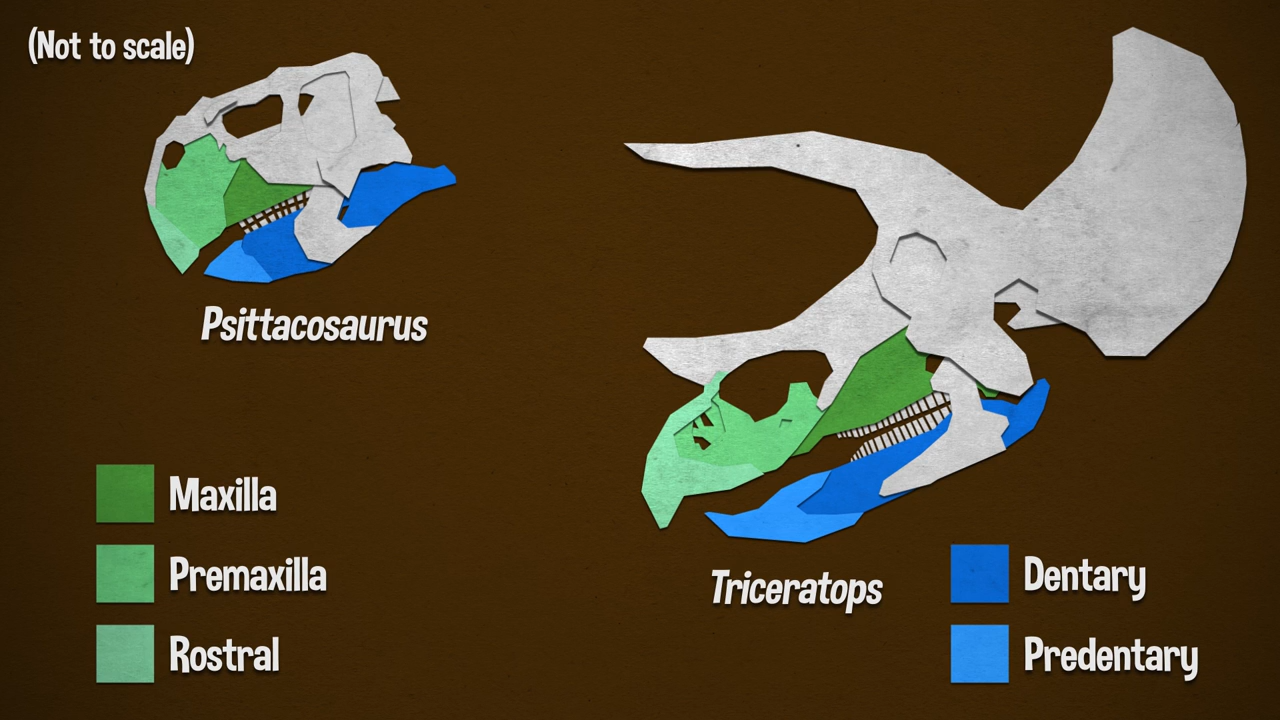 (Not to scale)
Psittacosaurus
Maxilla
Premaxilla
Rostral
Triceratops
Dentary
Predentary